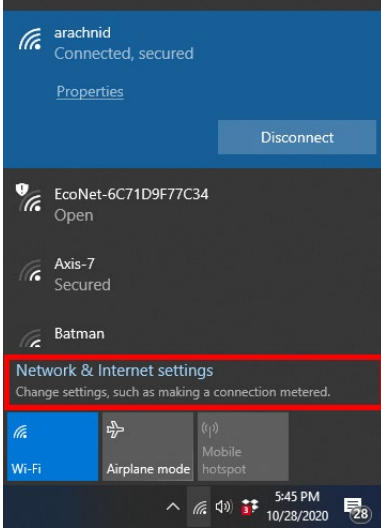 arachnid
Connected, secured
Properties
Disconnect
EcoNet-6C71D9F77C34
Open
Axis-7
Secured
Batman
Network & Internet settings
Change settings, such as making a connection metered.
Wi-Fi
Airplane mode
Mobile
hotspot
3
5:45 PM
10/28/2020
28